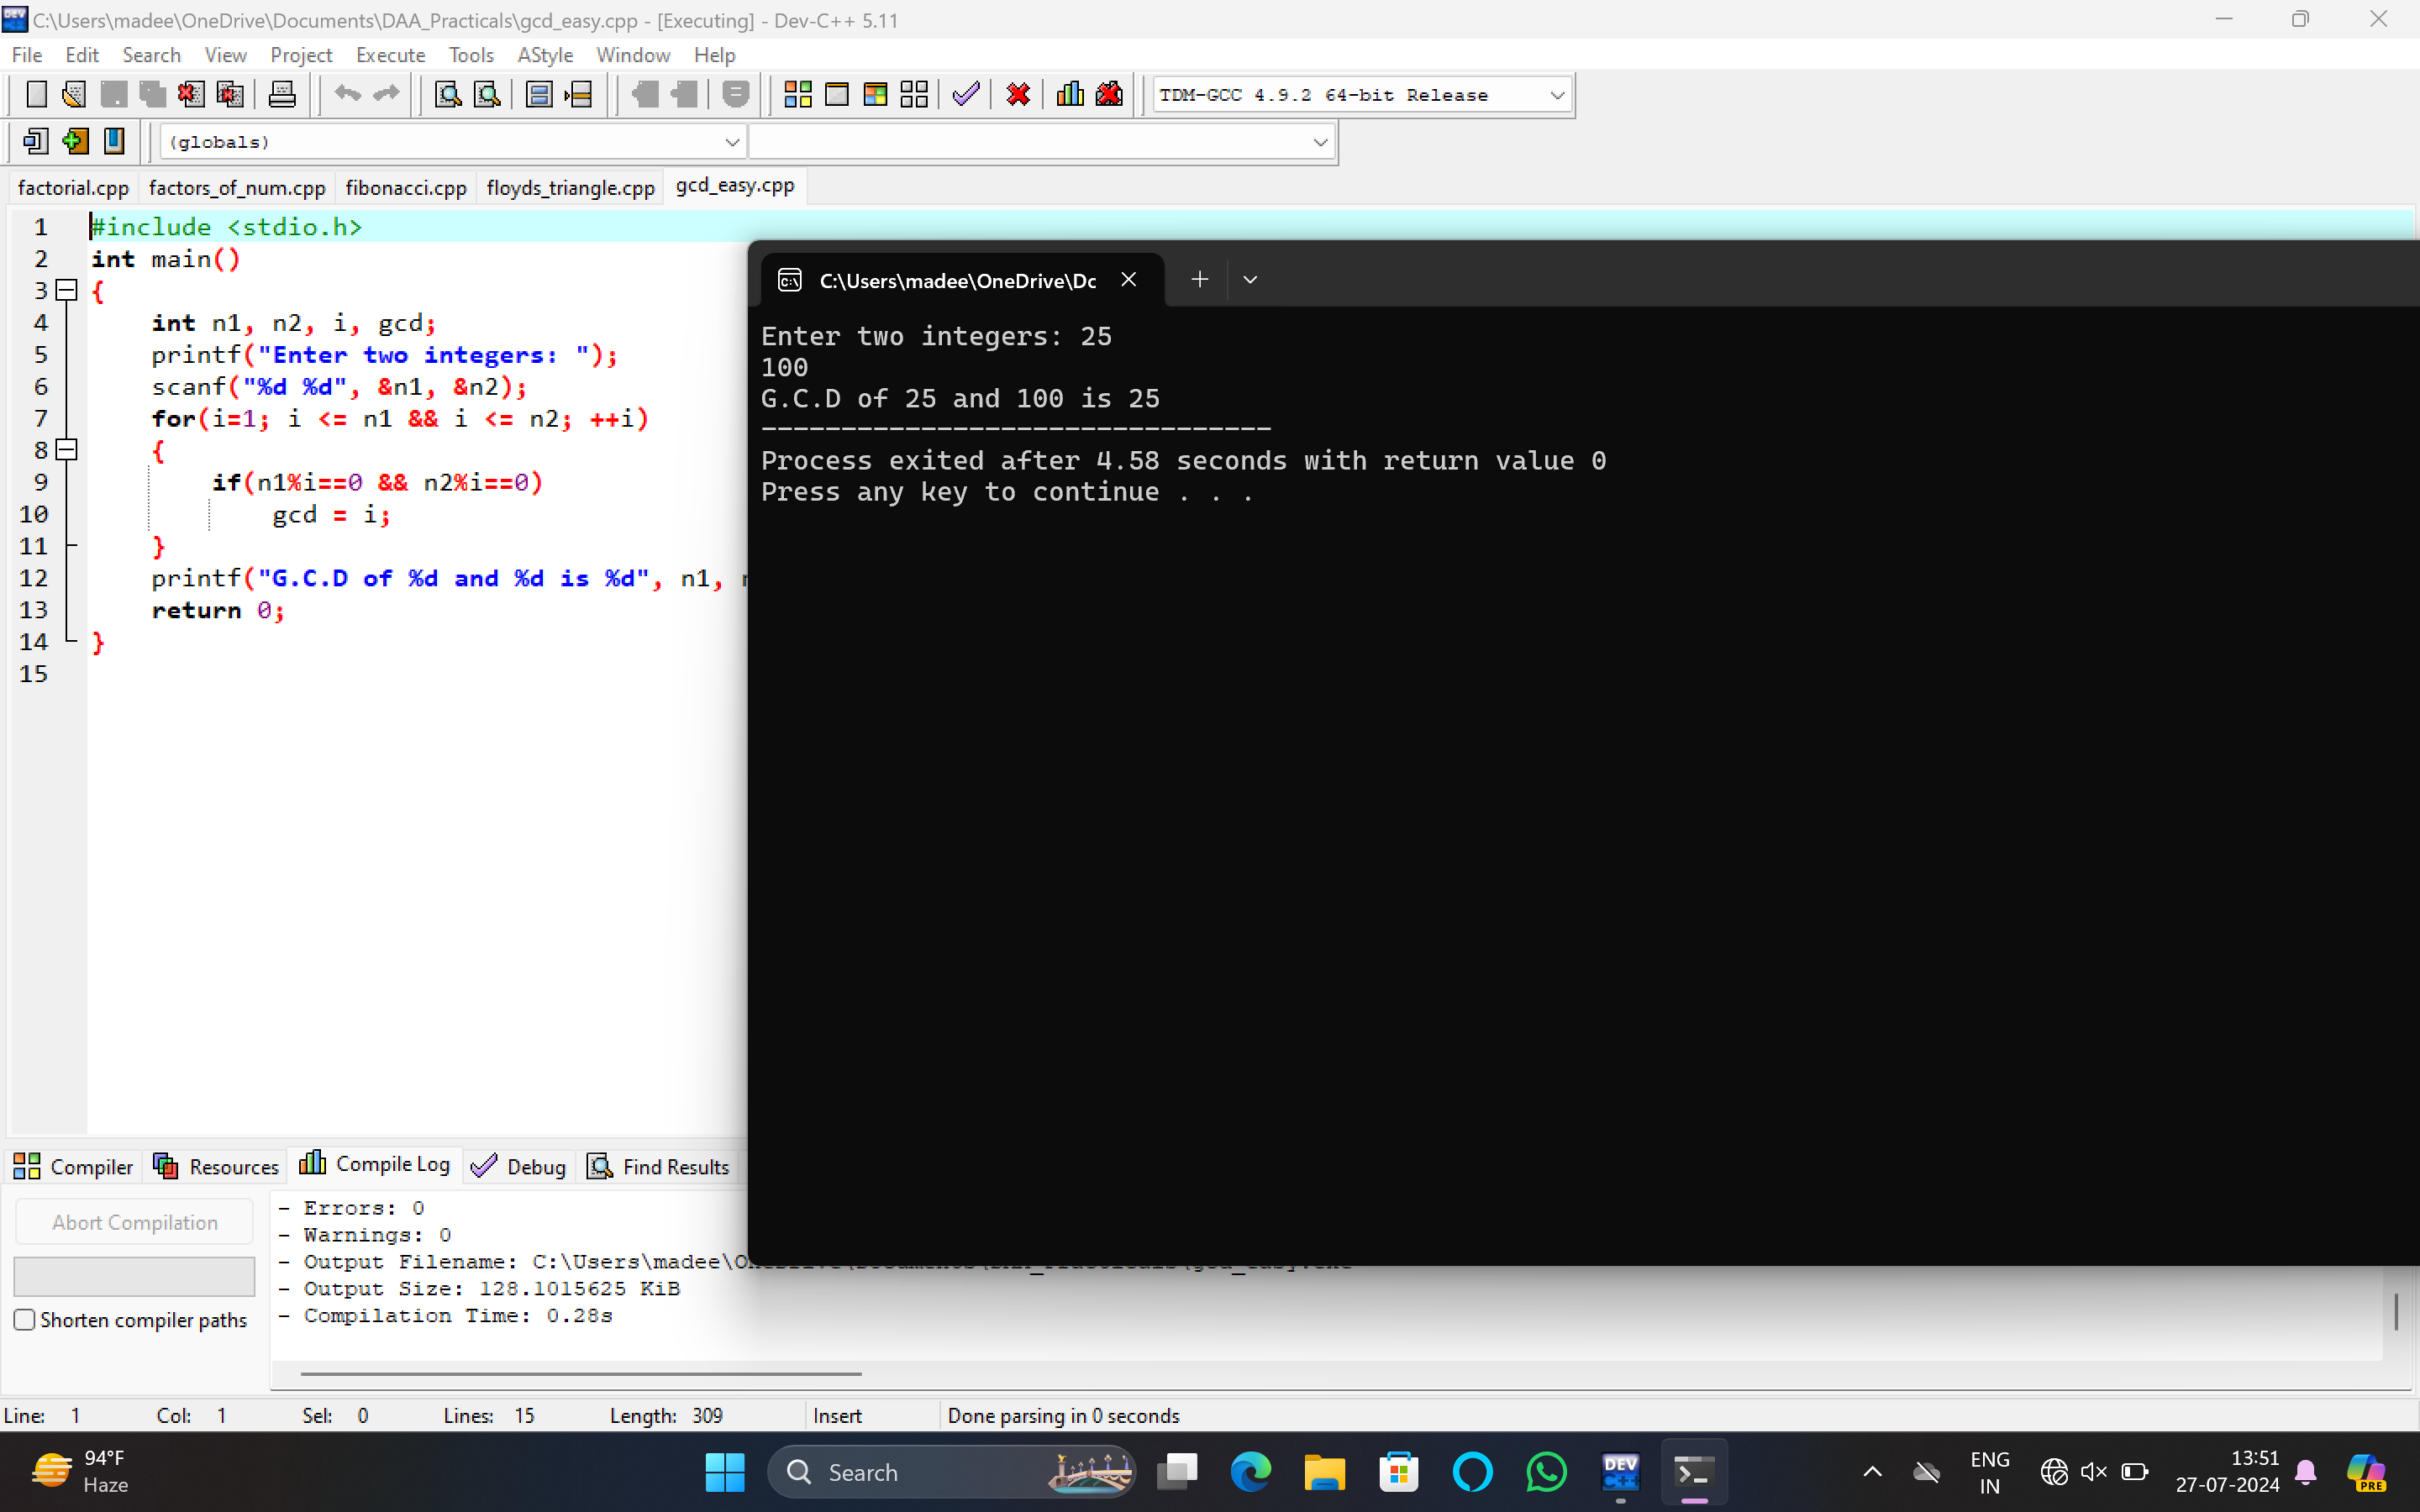 C:\Users\madee\OneDrive\Documents\DAA_Practicals\gcd_easy.cpp - [Executing] - Dev-C++ 5.11
File Edit Search View Project Execute Tools AStyle Window Help
TDM-GCC 4.9.2 64-bit Release
(globals)
factorial.cpp factors_of_num.cpp fibonacci.cpp floyds_triangle.cpp gcd_easy.cpp
1 #include <stdio.h>
2 int main()
3 {
4 int n1, n2, i, gcd;
5 printf("Enter two integers: ");
6 scanf("%d %d", &n1, &n2);
7 for(i=1; i <= n1 && i <= n2; ++i)
8 {
9 if(n1%i==0 && n2%i==0)
10 gcd = i;
11 }
12 printf("G.C.D of %d and %d is %d", n1,
13 return 0;
14 }
15
C:\Users\madee\OneDrive\Dc
Enter two integers: 25
100
G.C.D of 25 and 100 is 25
--------------------------------
Process exited after 4.58 seconds with return value 0
Press any key to continue . . .
Compiler Resources Compile Log Debug Find Results
Abort Compilation
Shorten compiler paths
- Errors: 0
- Warnings: 0
- Output Filename: C:\Users\madee\OneDrive\Documents\DAA_Practicals\gcd_easy.exe
- Output Size: 128.1015625 KiB
- Compilation Time: 0.28s
Line: 1 Col: 1 Sel: 0 Lines: 15 Length: 309 Insert Done parsing in 0 seconds
94°F
Haze
Search
DEV
C++
ENG
IN
13:51
27-07-2024
PRE